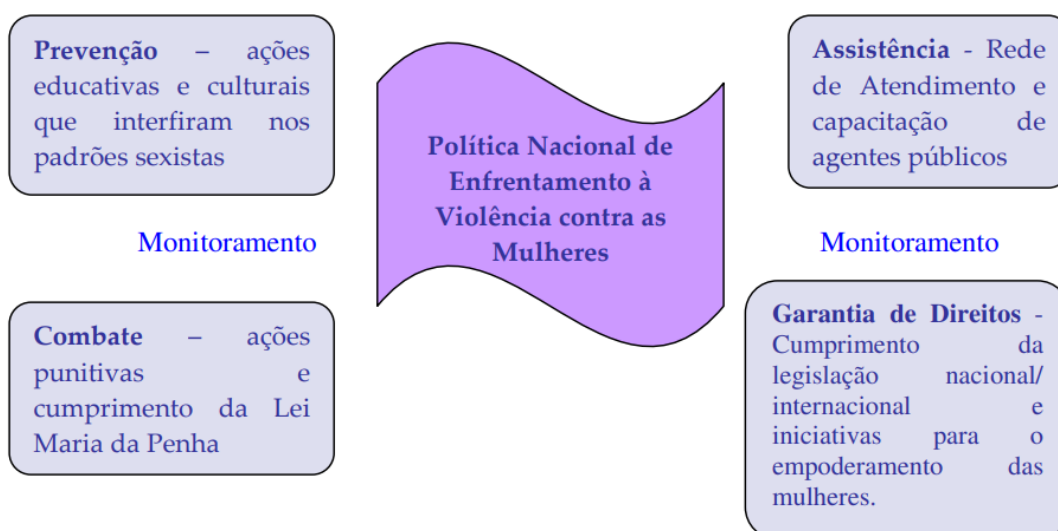 Prevenção – ações
educativas e culturais
que interfiram nos
padrões sexistas
Monitoramento
Combate – ações
punitivas e
cumprimento da Lei
Maria da Penha
Política Nacional de
Enfrentamento à
Violência contra as
Mulheres
Assistência - Rede
de Atendimento e
capacitação de
agentes públicos
Monitoramento
Garantia de Direitos -
Cumprimento da
legislação nacional/
internacional e
iniciativas para o
empoderamento das
mulheres.